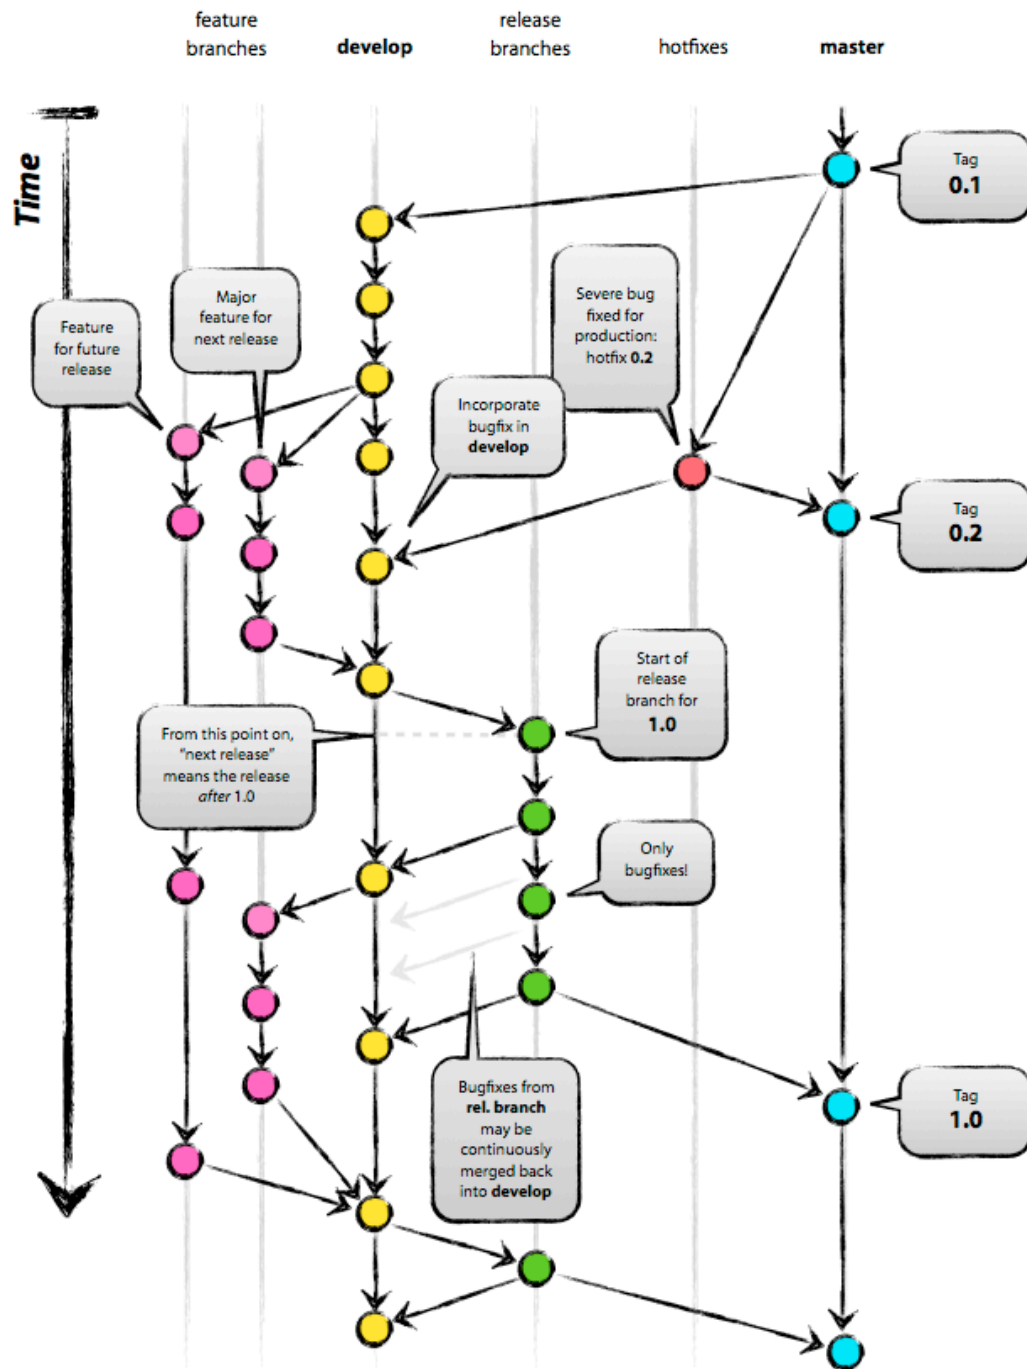 feature
branches
develop
release
branches
hotfixes
master
Time
Tag
0.1
Major
feature for
next release
Severe bug
fixed for
production:
hotfix 0.2
Feature
for future
release
Incorporate
bugfix in
develop
Tag
0.2
Start of
release
branch for
1.0
From this point on,
“next release”
means the release
after 1.0
Only
bugfixes!
Bugfixes from
rel. branch
may be
continuously
merged back
into develop
Tag
1.0